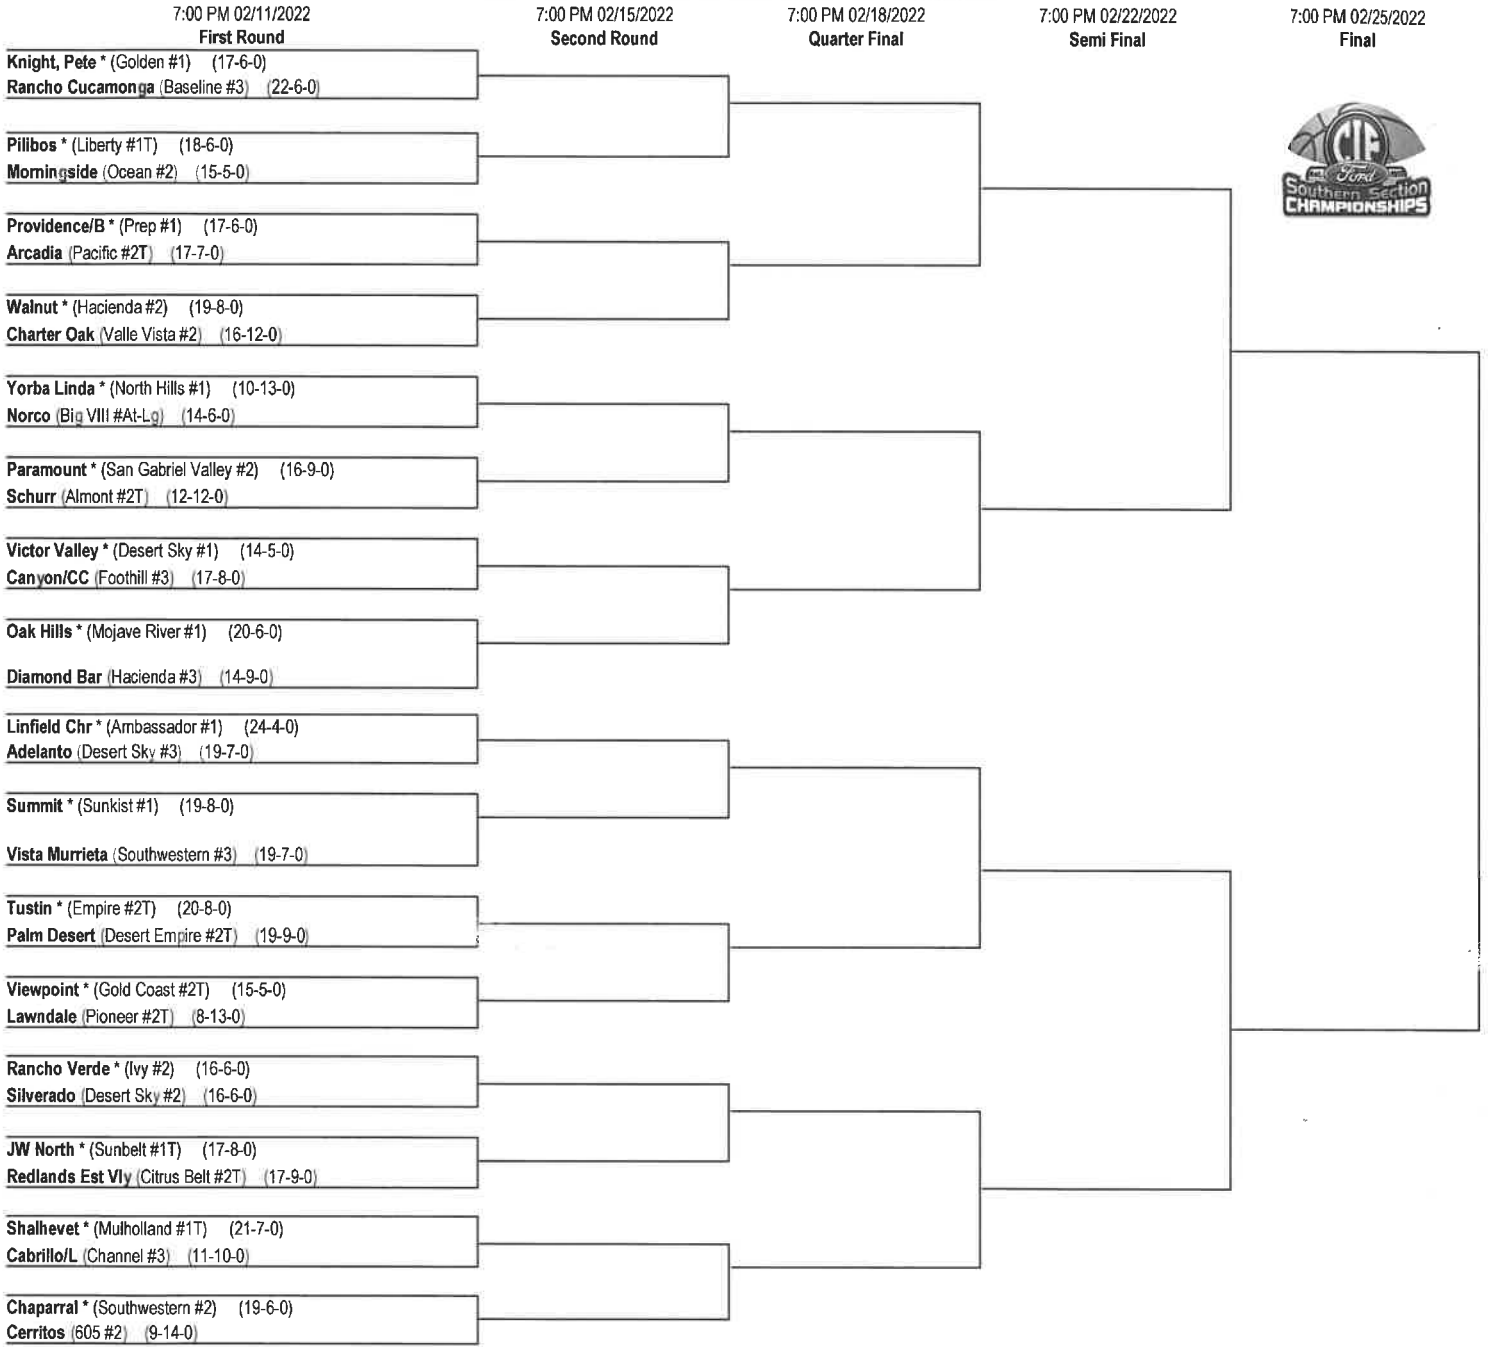 7:00 PM 02/11/2022
First Round
7:00 PM 02/15/2022
Second Round
7:00 PM 02/18/2022
Quarter Final
7:00 PM 02/22/2022
Semi Final
7:00 PM 02/25/2022
Final
Knight, Pete * (Golden #1) (17-6-0)
Rancho Cucamonga (Baseline #3) (22-6-0)
Pilibos * (Liberty #1T) (18-6-0)
Morningside (Ocean #2) (15-5-0)
Providence/B * (Prep #1) (17-6-0)
Arcadia (Pacific #2T) (17-7-0)
Walnut * (Hacienda #2) (19-8-0)
Charter Oak (Valle Vista #2) (16-12-0)
Yorba Linda * (North Hills #1) (10-13-0)
Norco (Big VIII #At-Lg) (14-6-0)
Paramount * (San Gabriel Valley #2) (16-9-0)
Schurr (Almont #2T) (12-12-0)
Victor Valley * (Desert Sky #1) (14-5-0)
Canyon/CC (Foothill #3) (17-8-0)
Oak Hills * (Mojave River #1) (20-6-0)
Diamond Bar (Hacienda #3) (14-9-0)
Linfield Chr * (Ambassador #1) (24-4-0)
Adelanto (Desert Sky #3) (19-7-0)
Summit * (Sunkist #1) (19-8-0)
Vista Murrieta (Southwestern #3) (19-7-0)
Tustin * (Empire #2T) (20-8-0)
Palm Desert (Desert Empire #2T) (19-9-0)
Viewpoint * (Gold Coast #2T) (15-5-0)
Lawndale (Pioneer #2T) (8-13-0)
Rancho Verde * (Ivy #2) (16-6-0)
Silverado (Desert Sky #2) (16-6-0)
JW North * (Sunbelt #1T) (17-8-0)
Redlands Est Vly (Citrus Belt #2T) (17-9-0)
Shalhevet * (Mulholland #1T) (21-7-0)
Cabrillo/L (Channel #3) (11-10-0)
Chaparral * (Southwestern #2) (19-6-0)
Cerritos (605 #2) (9-14-0)
CIF
Ford
Southern Section
CHAMPIONSHIPS